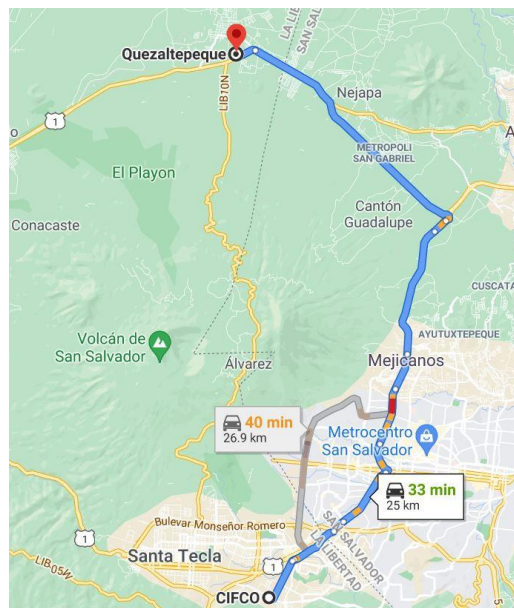 LA LIBERTAD
SAN SALVADOR
Quezaltepeque
LIB10N
Nejapa
1
METROPOLI
SAN GABRIEL
El Playon
Cantón
Guadalupe
Conacaste
CUSCATA
AYUTUXTEPEQUE
Volcán de
San Salvador
Álvarez
Mejicanos
40 min
26.9 km
Metrocentro
San Salvador
33 min
25 km
Bulevar Monseñor Romero
SAN SALVADOR
LA LIBERTAD
1
Santa Tecla
1
LIB05W
CIFCO